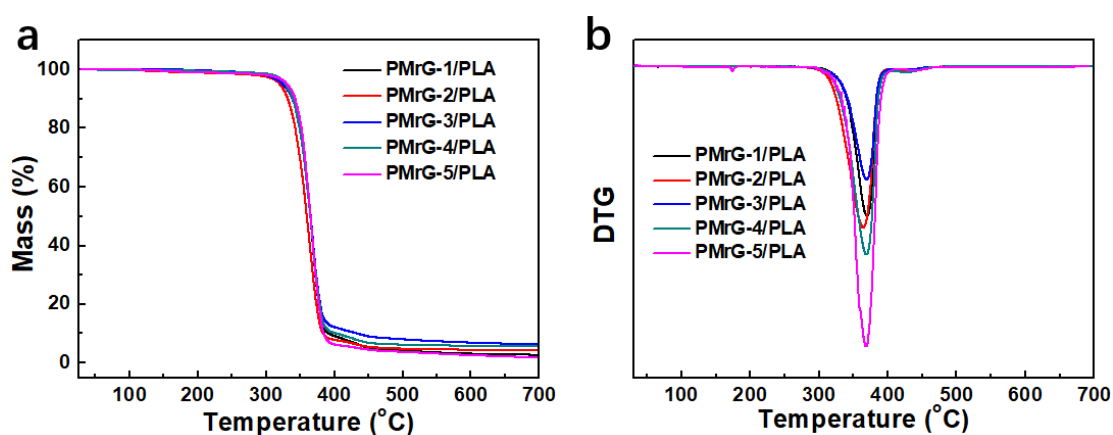 a
100
80
60
40
20
0
Mass (%)
PMrG-1/PLA
PMrG-2/PLA
PMrG-3/PLA
PMrG-4/PLA
PMrG-5/PLA
100 200 300 400 500 600 700
Temperature (°C)
b
DTG
PMrG-1/PLA
PMrG-2/PLA
PMrG-3/PLA
PMrG-4/PLA
PMrG-5/PLA
100 200 300 400 500 600 700
Temperature (°C)